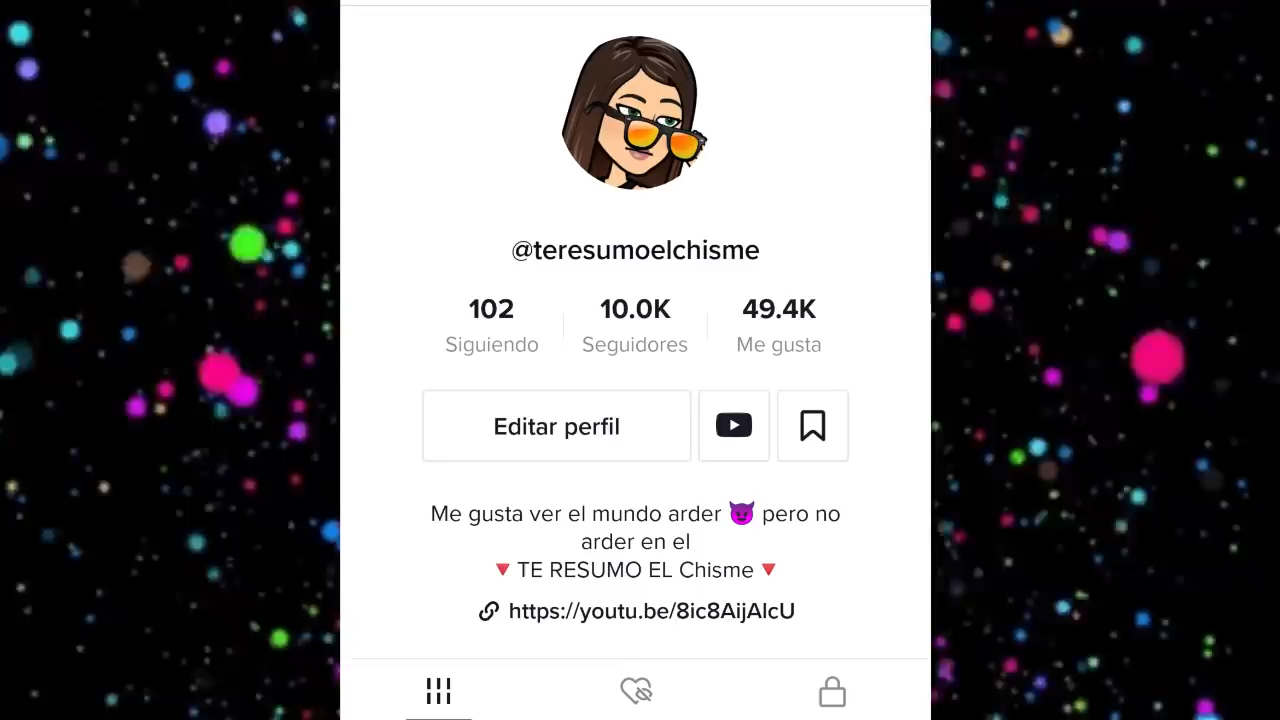 @teresumoelchisme
102 10.0K 49.4K
Siguiendo Seguidores Me gusta
Editar perfil
Me gusta ver el mundo arder 😈 pero no
arder en el
🔻TE RESUMO EL Chisme🔻
https://youtu.be/8ic8AijAlcU